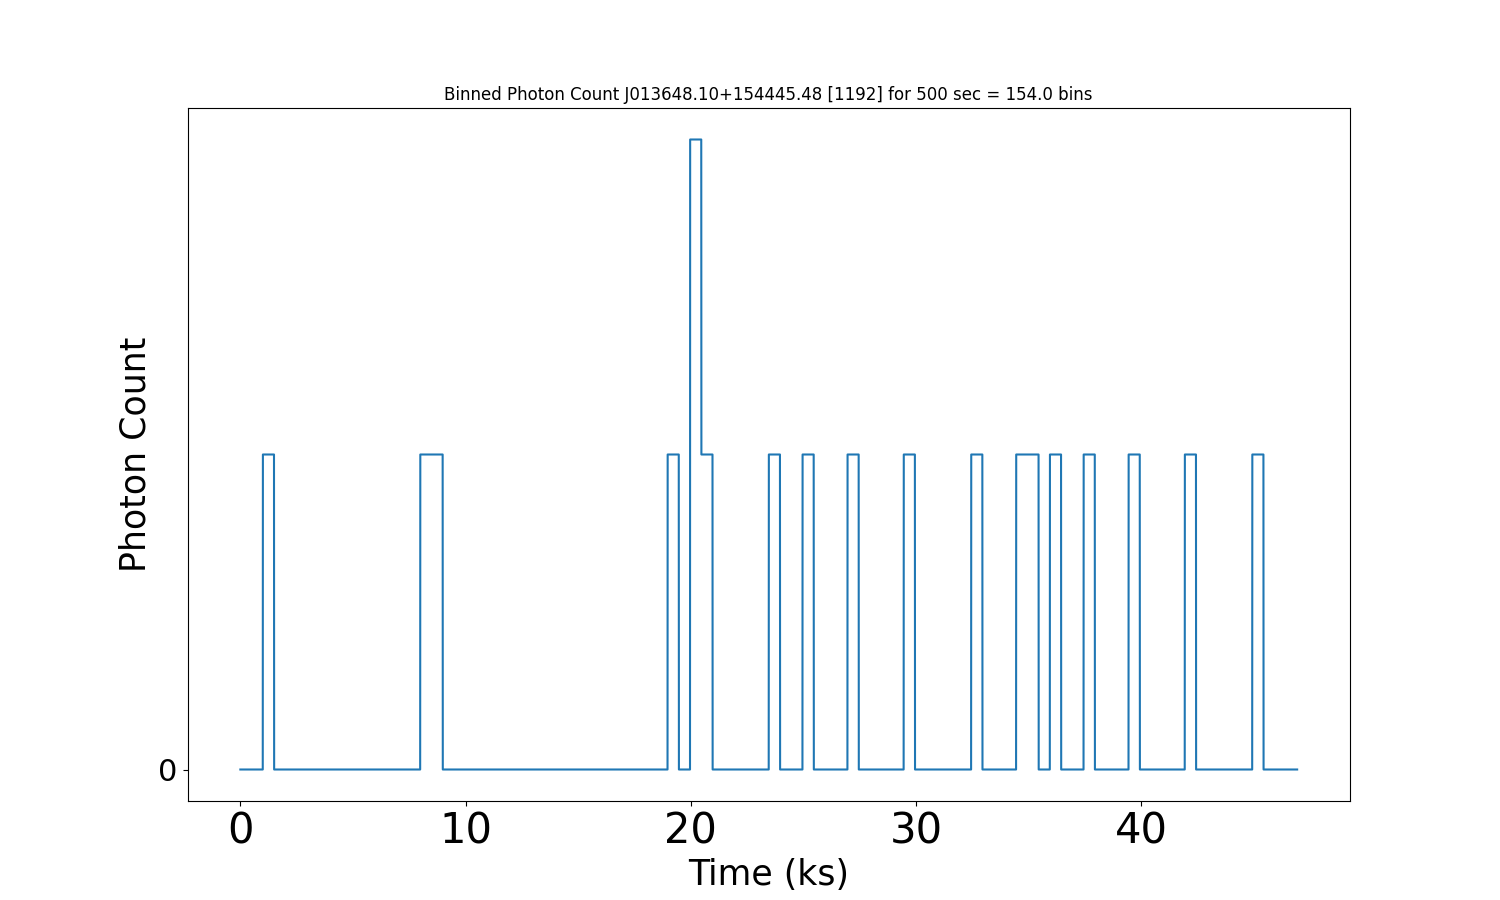 Binned Photon Count J013648.10+154445.48 [1192] for 500 sec = 154.0 bins
Photon Count
0
0 10 20 30 40
Time (ks)